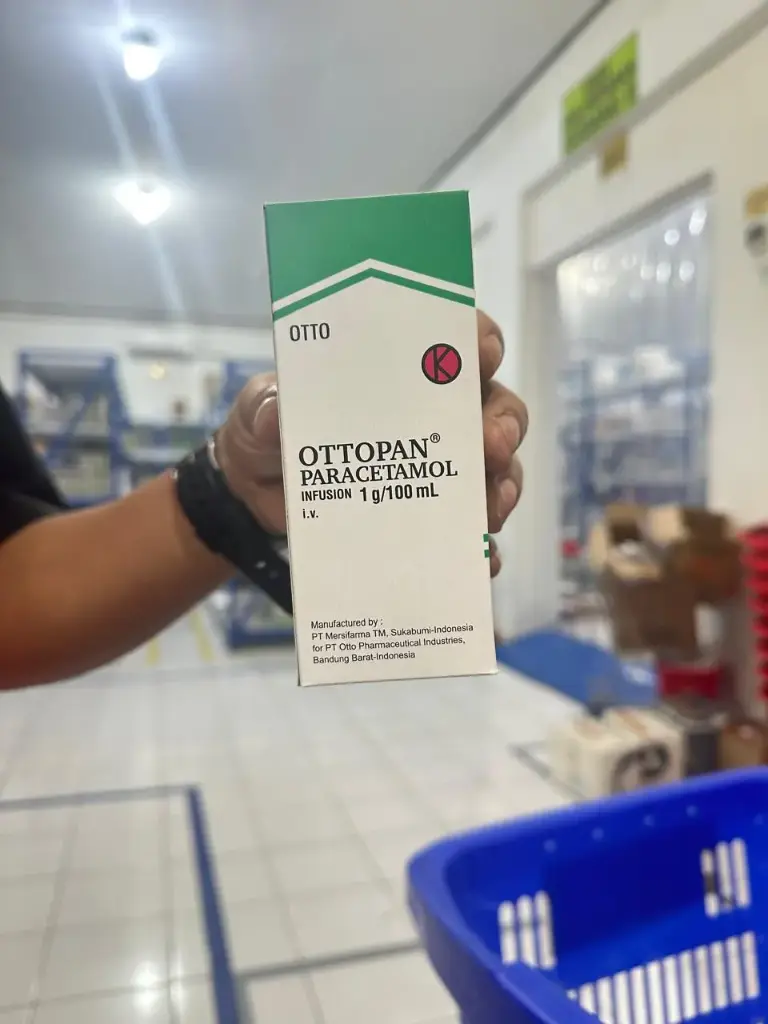 OTTO
K
OTTOPAN®
PARACETAMOL
INFUSION 1 g/100 mL
i.v.
Manufactured by :
PT Mersifarma TM, Sukabumi-Indonesia
for PT Otto Pharmaceutical Industries,
Bandung Barat-Indonesia